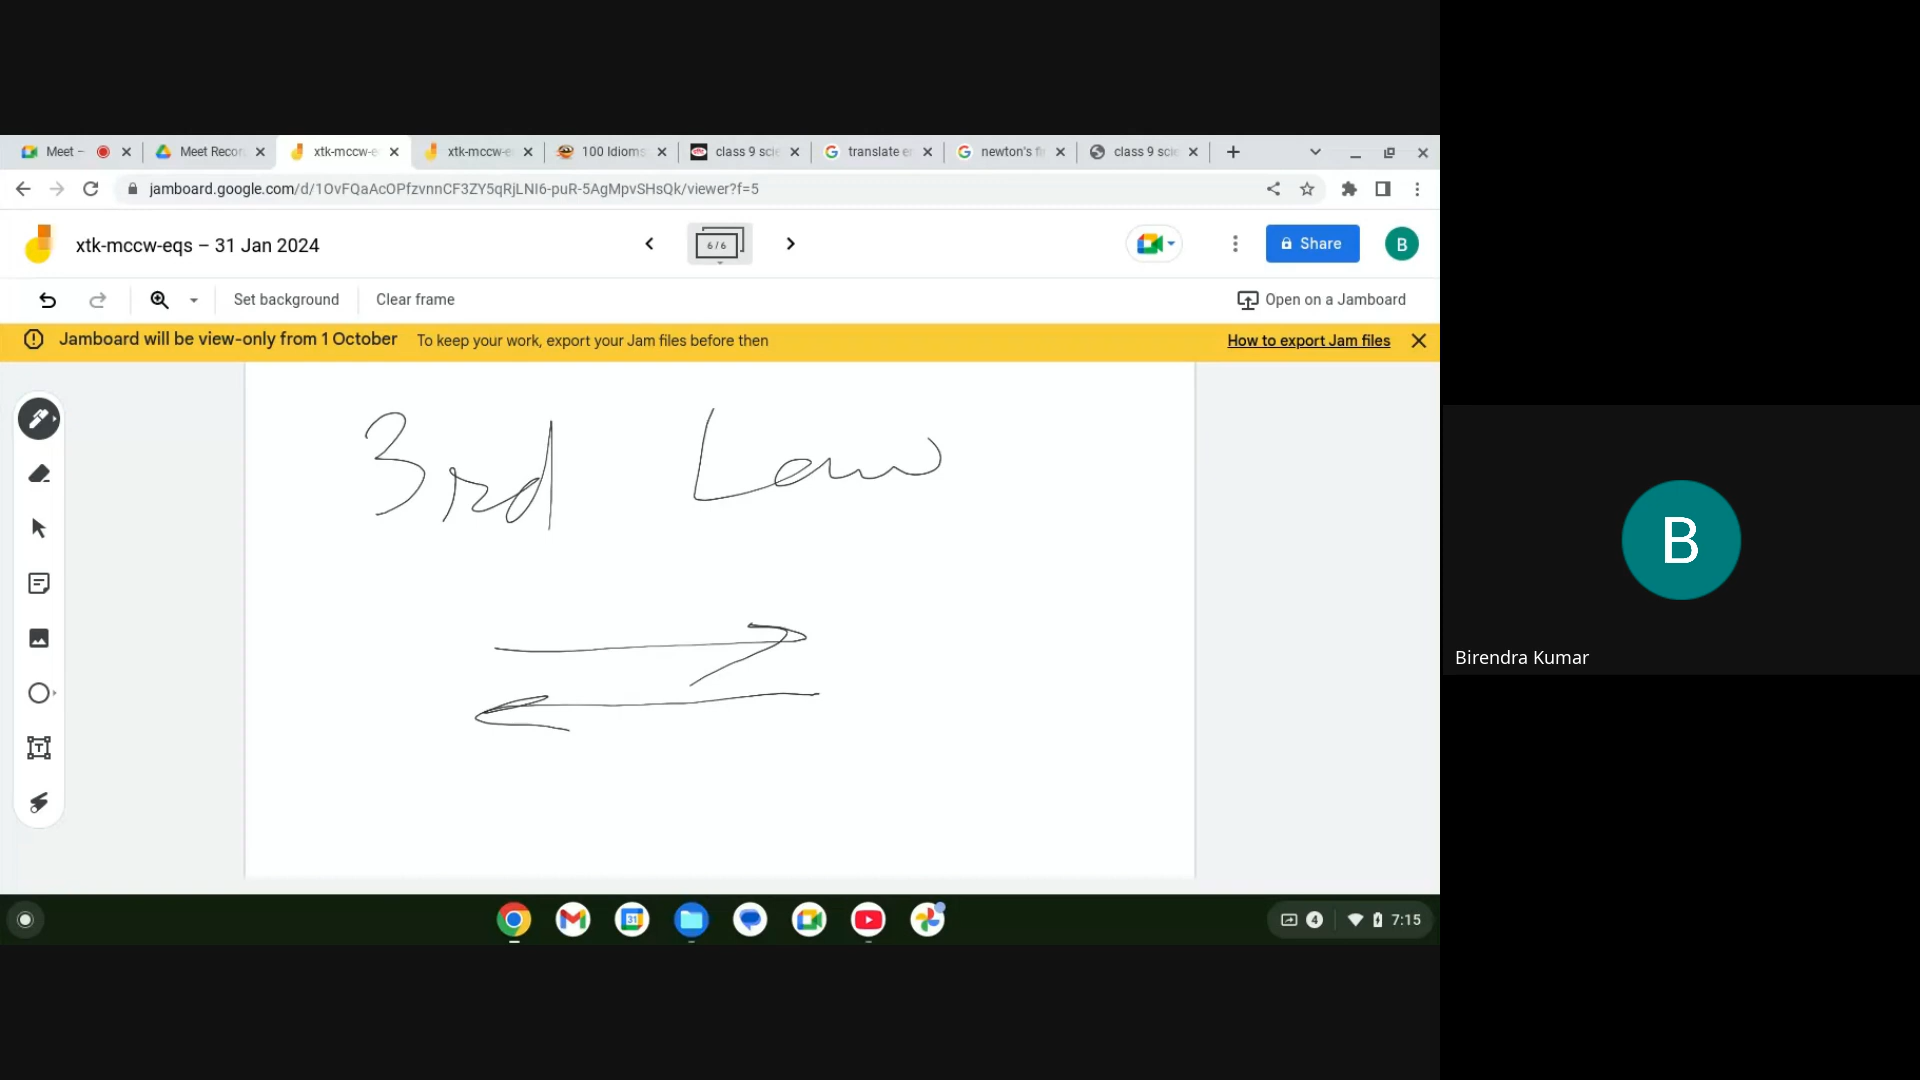 Meet –
Meet Recor
xtk-mccw-e
xtk-mccw-e
100 Idioms
class 9 scie
translate e
newton's fi
class 9 scie
jamboard.google.com/d/1OvFQaAcOPfzvnnCF3ZY5qRjLNI6-puR-5AgMpvSHsQk/viewer?f=5
xtk-mccw-eqs – 31 Jan 2024
6 / 6
Share
B
Set background
Clear frame
Open on a Jamboard
Jamboard will be view-only from 1 October To keep your work, export your Jam files before then
How to export Jam files
3rd Law
B
Birendra Kumar
31
4
7:15